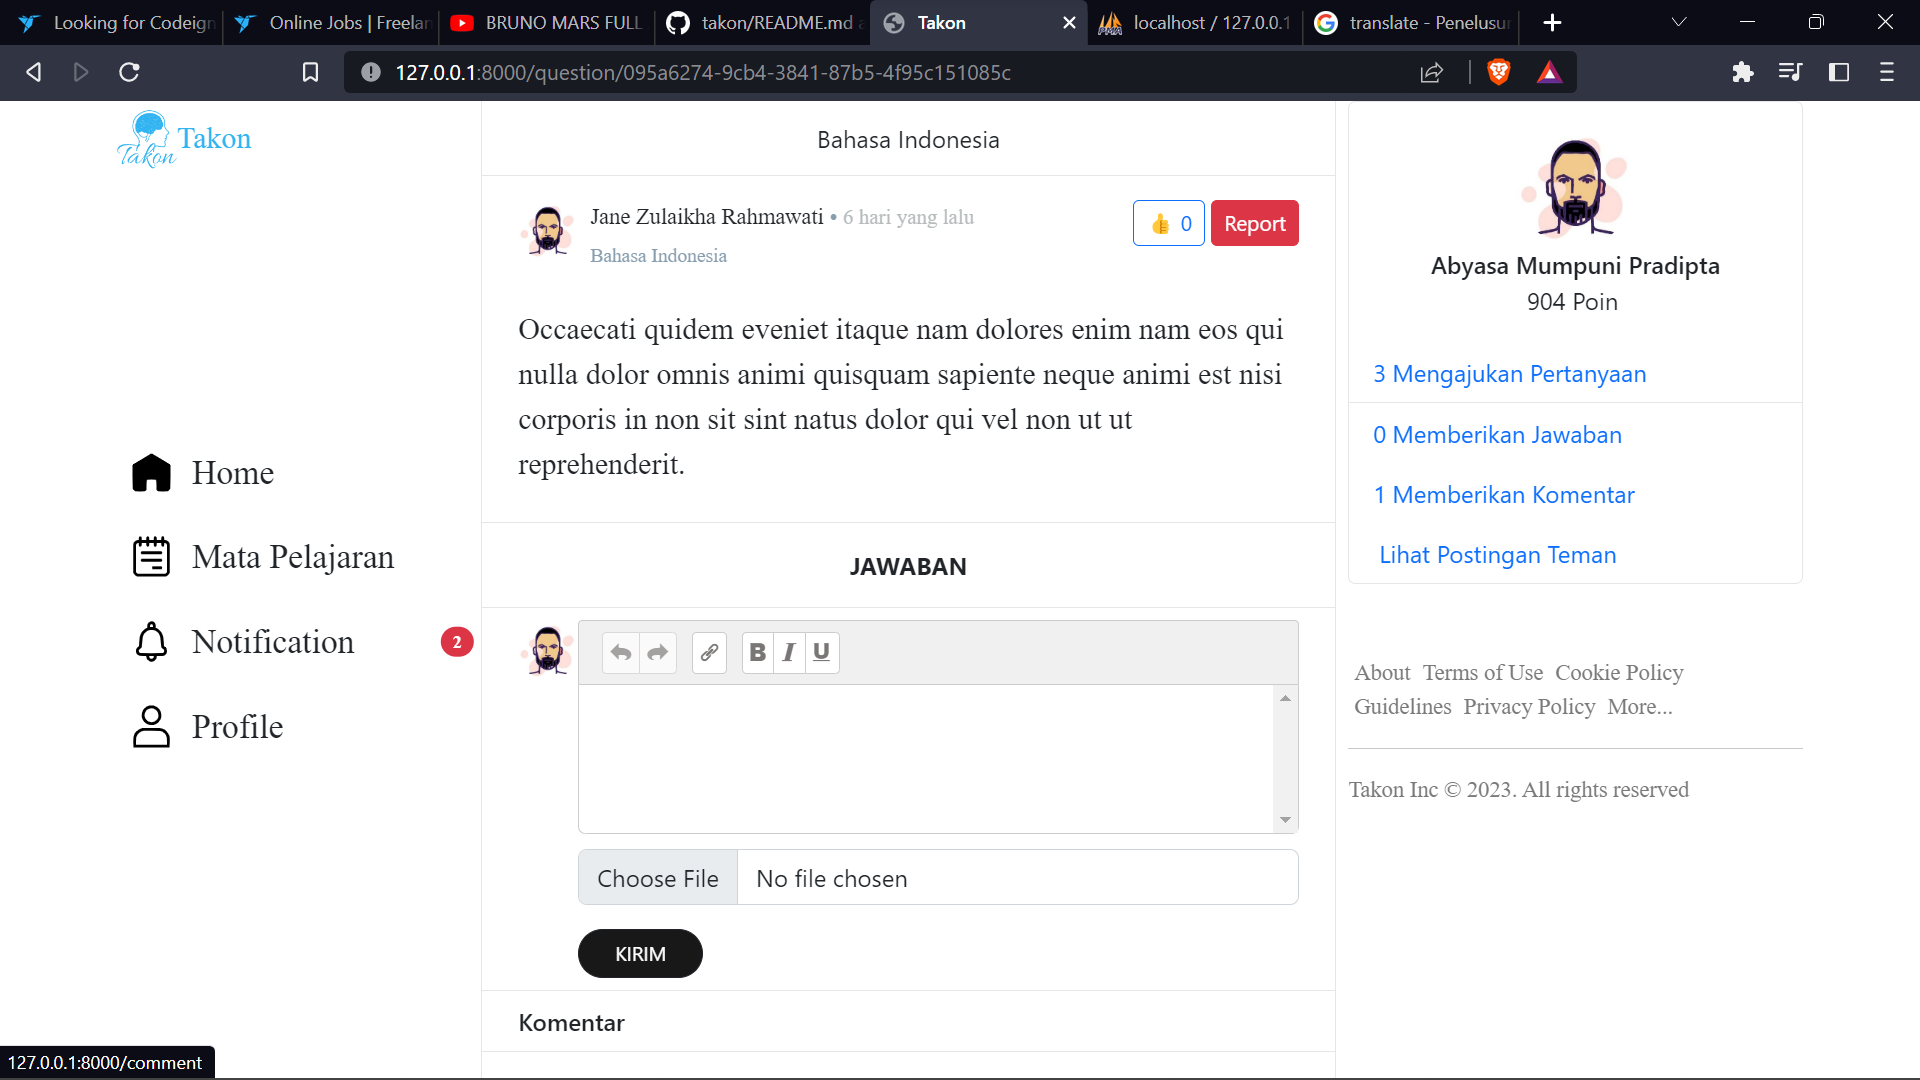 Looking for Codeign
Online Jobs | Freelan
BRUNO MARS FULL
takon/README.md
Takon
localhost / 127.0.0.1
translate - Penelusur
127.0.0.1:8000/question/095a6274-9cb4-3841-87b5-4f95c151085c
Takon Takon
Home
Mata Pelajaran
Notification 2
Profile
Bahasa Indonesia
Jane Zulaikha Rahmawati • 6 hari yang lalu
Bahasa Indonesia
👍 0 Report
Occaecati quidem eveniet itaque nam dolores enim nam eos qui
nulla dolor omnis animi quisquam sapiente neque animi est nisi
corporis in non sit sint natus dolor qui vel non ut ut
reprehenderit.
JAWABAN
B I U
Choose File No file chosen
KIRIM
Komentar
Abyasa Mumpuni Pradipta
904 Poin
3 Mengajukan Pertanyaan
0 Memberikan Jawaban
1 Memberikan Komentar
Lihat Postingan Teman
About Terms of Use Cookie Policy
Guidelines Privacy Policy More...
Takon Inc © 2023. All rights reserved
127.0.0.1:8000/comment